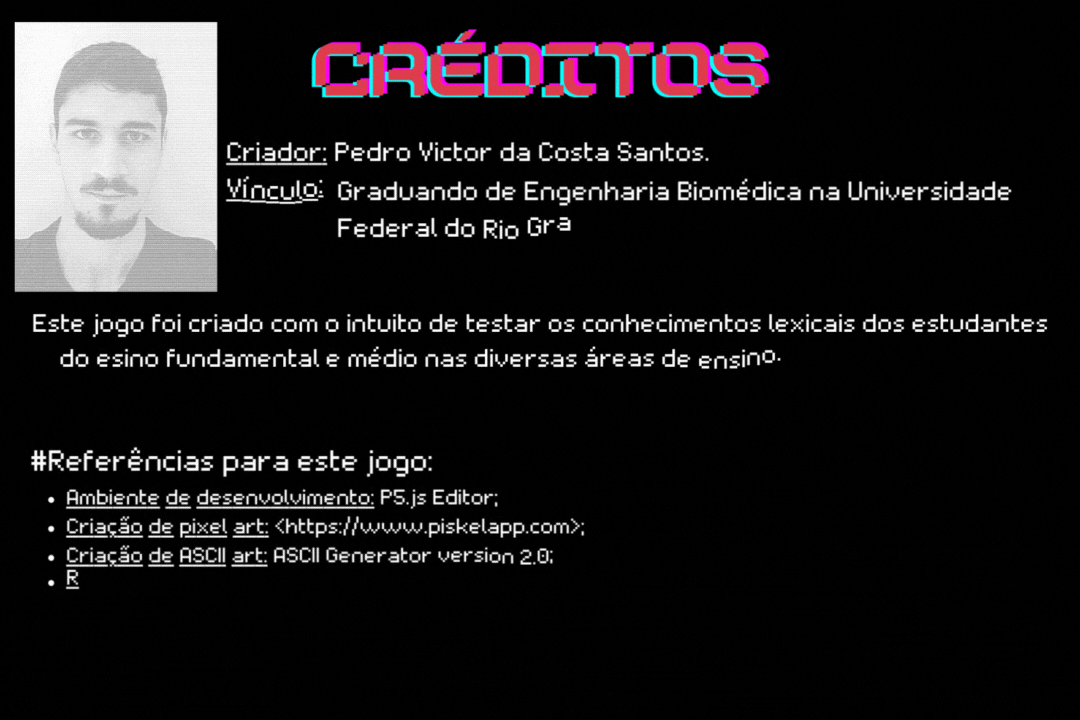 CRÉDITOS
Criador: Pedro Victor da Costa Santos.
Vínculo: Graduando de Engenharia Biomédica na Universidade
Federal do Rio Gra
Este jogo foi criado com o intuito de testar os conhecimentos lexicais dos estudantes
do esino fundamental e médio nas diversas áreas de ensino.
#Referências para este jogo:
• Ambiente de desenvolvimento: P5.js Editor;
• Criação de pixel art: <https://www.piskelapp.com>;
• Criação de ASCII art: ASCII Generator version 2.0;
• R